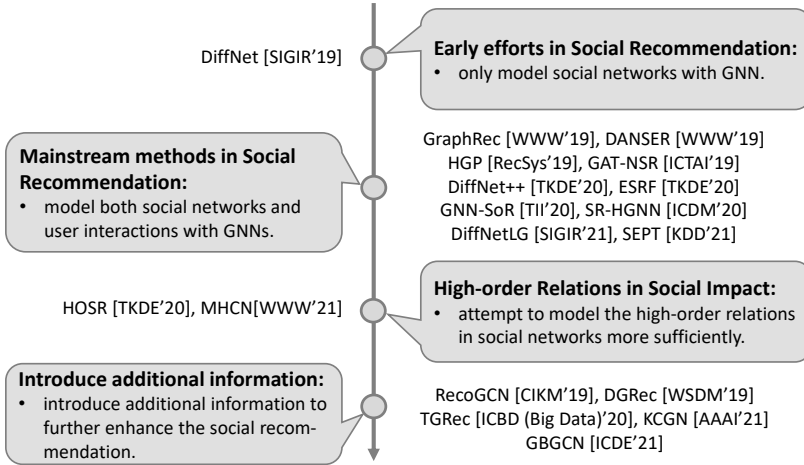 DiffNet [SIGIR'19]
Early efforts in Social Recommendation:
• only model social networks with GNN.
Mainstream methods in Social
Recommendation:
• model both social networks and
user interactions with GNNs.
GraphRec [WWW'19], DANSER [WWW'19]
HGP [RecSys'19], GAT-NSR [ICTAI'19]
DiffNet++ [TKDE'20], ESRF [TKDE'20]
GNN-SoR [TII'20], SR-HGNN [ICDM'20]
DiffNetLG [SIGIR'21], SEPT [KDD'21]
HOSR [TKDE'20], MHCN[WWW'21]
High-order Relations in Social Impact:
• attempt to model the high-order relations
in social networks more sufficiently.
Introduce additional information:
• introduce additional information to
further enhance the social recom-
mendation.
RecoGCN [CIKM'19], DGRec [WSDM'19]
TGRec [ICBD (Big Data)'20], KCGN [AAAI'21]
GBGCN [ICDE'21]